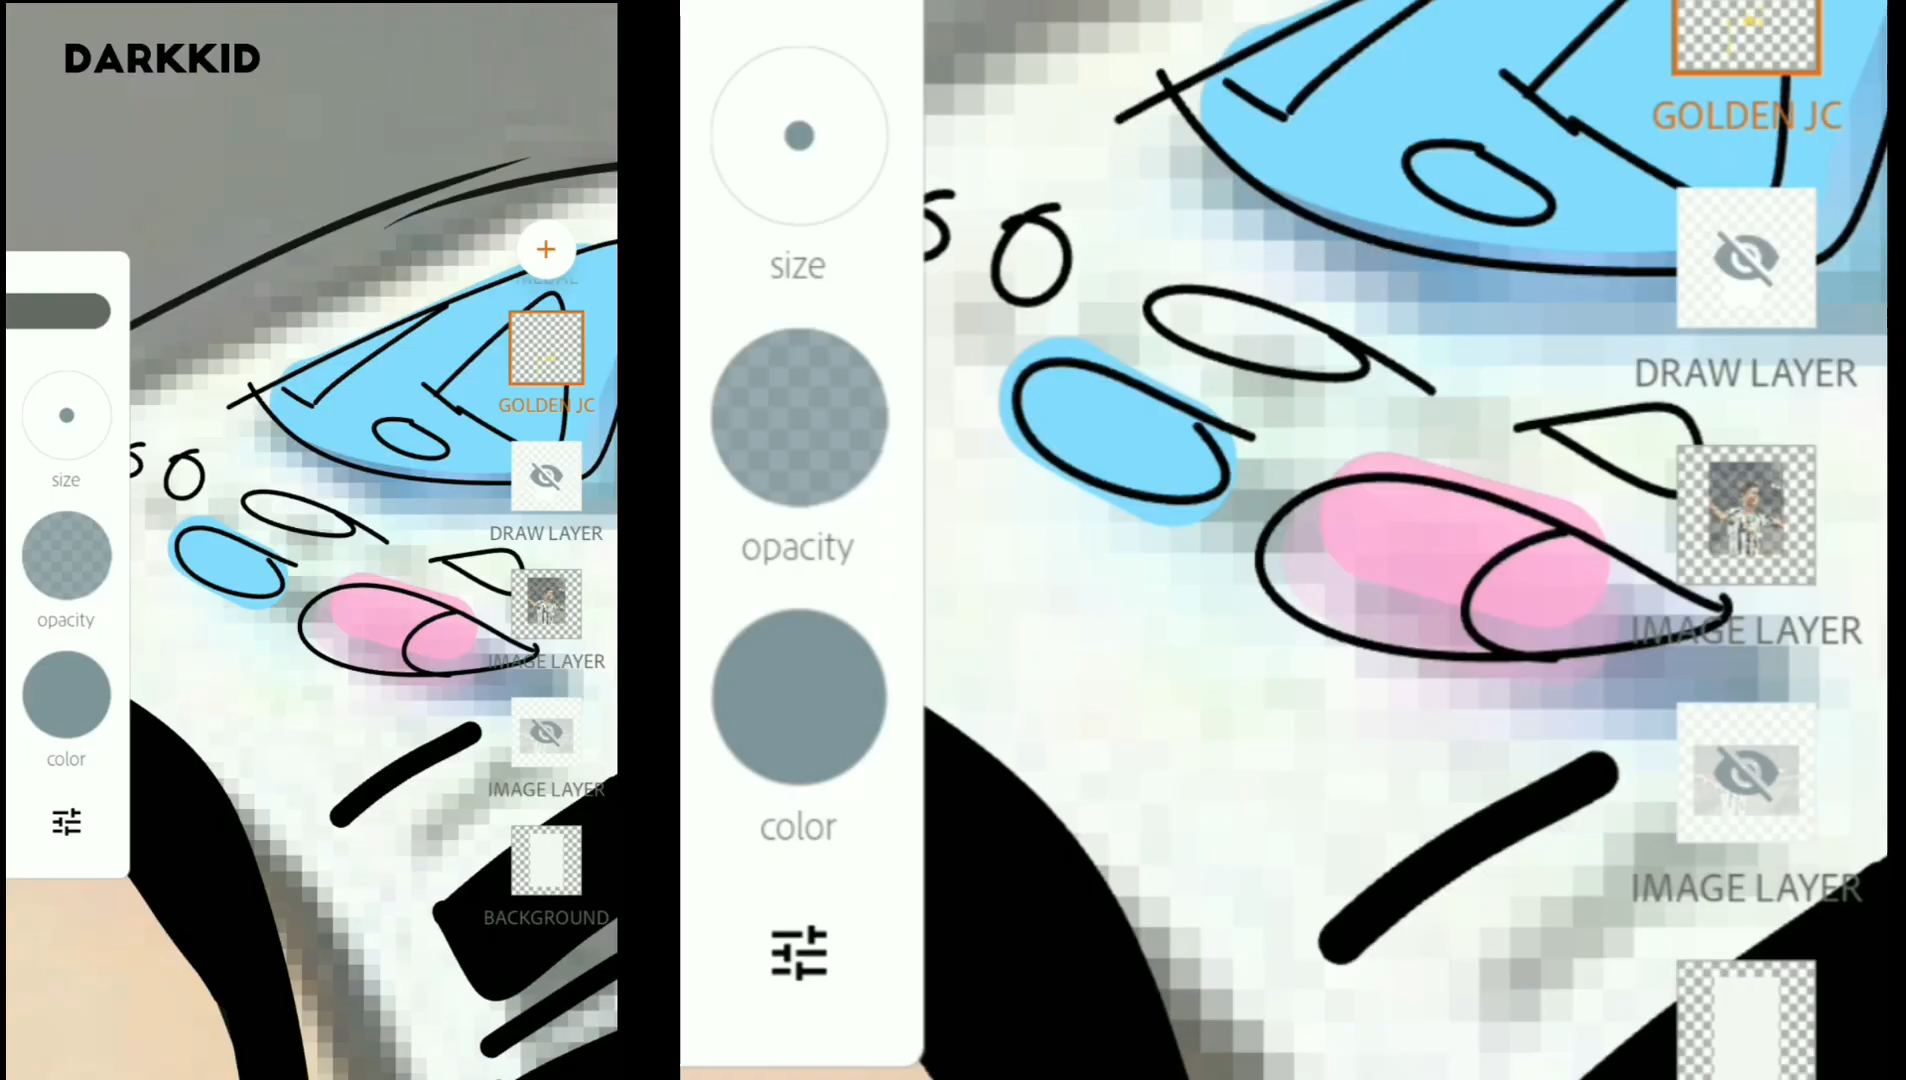 DARKKID
size
opacity
color
GOLDEN JC
DRAW LAYER
IMAGE LAYER
IMAGE LAYER
BACKGROUND
size
opacity
color
GOLDEN JC
DRAW LAYER
IMAGE LAYER
IMAGE LAYER